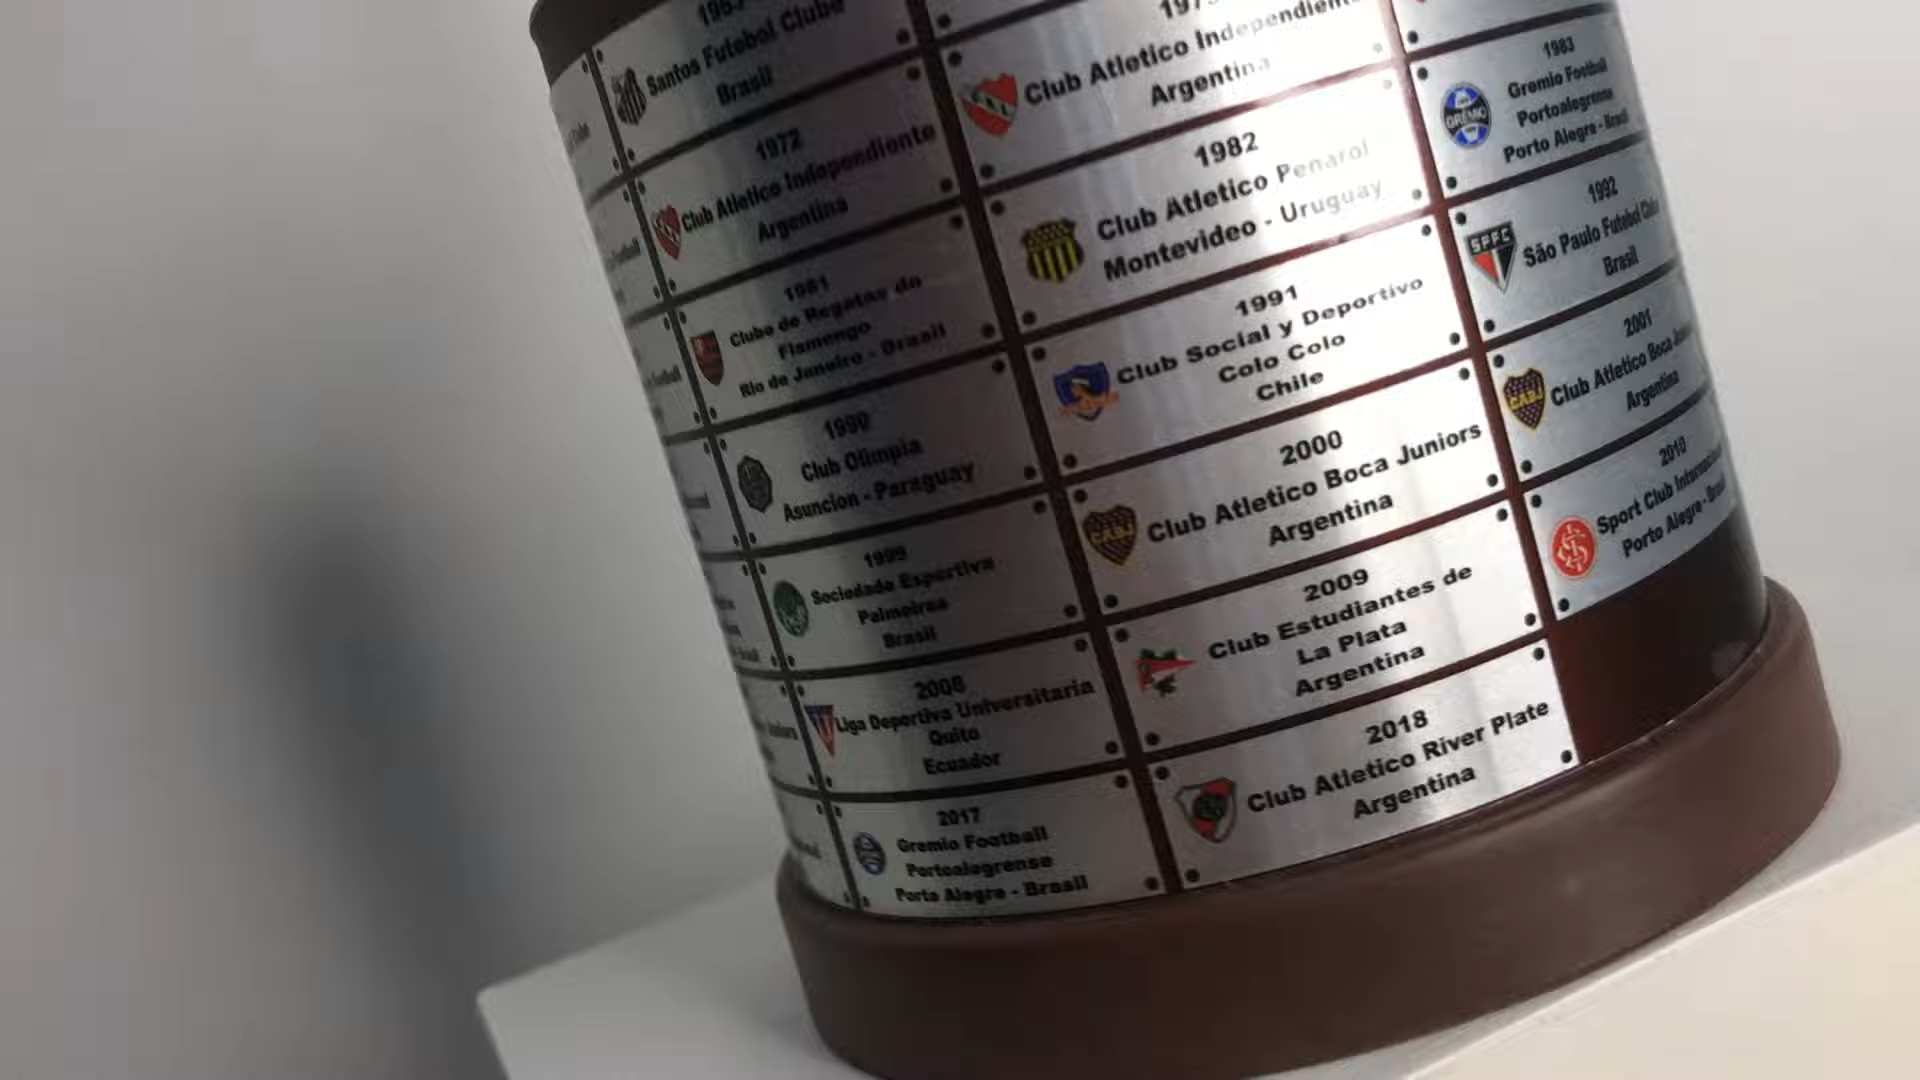 Santos Futebol Clube
Brasil
1972
Club Atletico Independiente
Argentina
1981
Clube de Regatas do
Flamengo
Rio de Janeiro - Brasil
1990
Club Olimpia
Asuncion - Paraguay
1999
Sociedade Esportiva
Palmeiras
Brasil
2008
Liga Deportiva Universitaria
Quito
Ecuador
2017
Gremio Football
Portoalegrense
Porto Alegre - Brasil
Club Atletico Independiente
Argentina
1982
Club Atletico Penarol
Montevideo - Uruguay
1991
Club Social y Deportivo
Colo Colo
Chile
2000
CABJ
Club Atletico Boca Juniors
Argentina
2009
Club Estudiantes de
La Plata
Argentina
2018
Club Atletico River Plate
Argentina
1983
GRÊMIO
Gremio Football
Portoalegrense
Porto Alegre - Brasil
1992
SPFC
São Paulo Futebol Clube
Brasil
2001
CABJ
Club Atletico Boca
Argentina
2010
Sport Club
Porto Alegre - Brasil